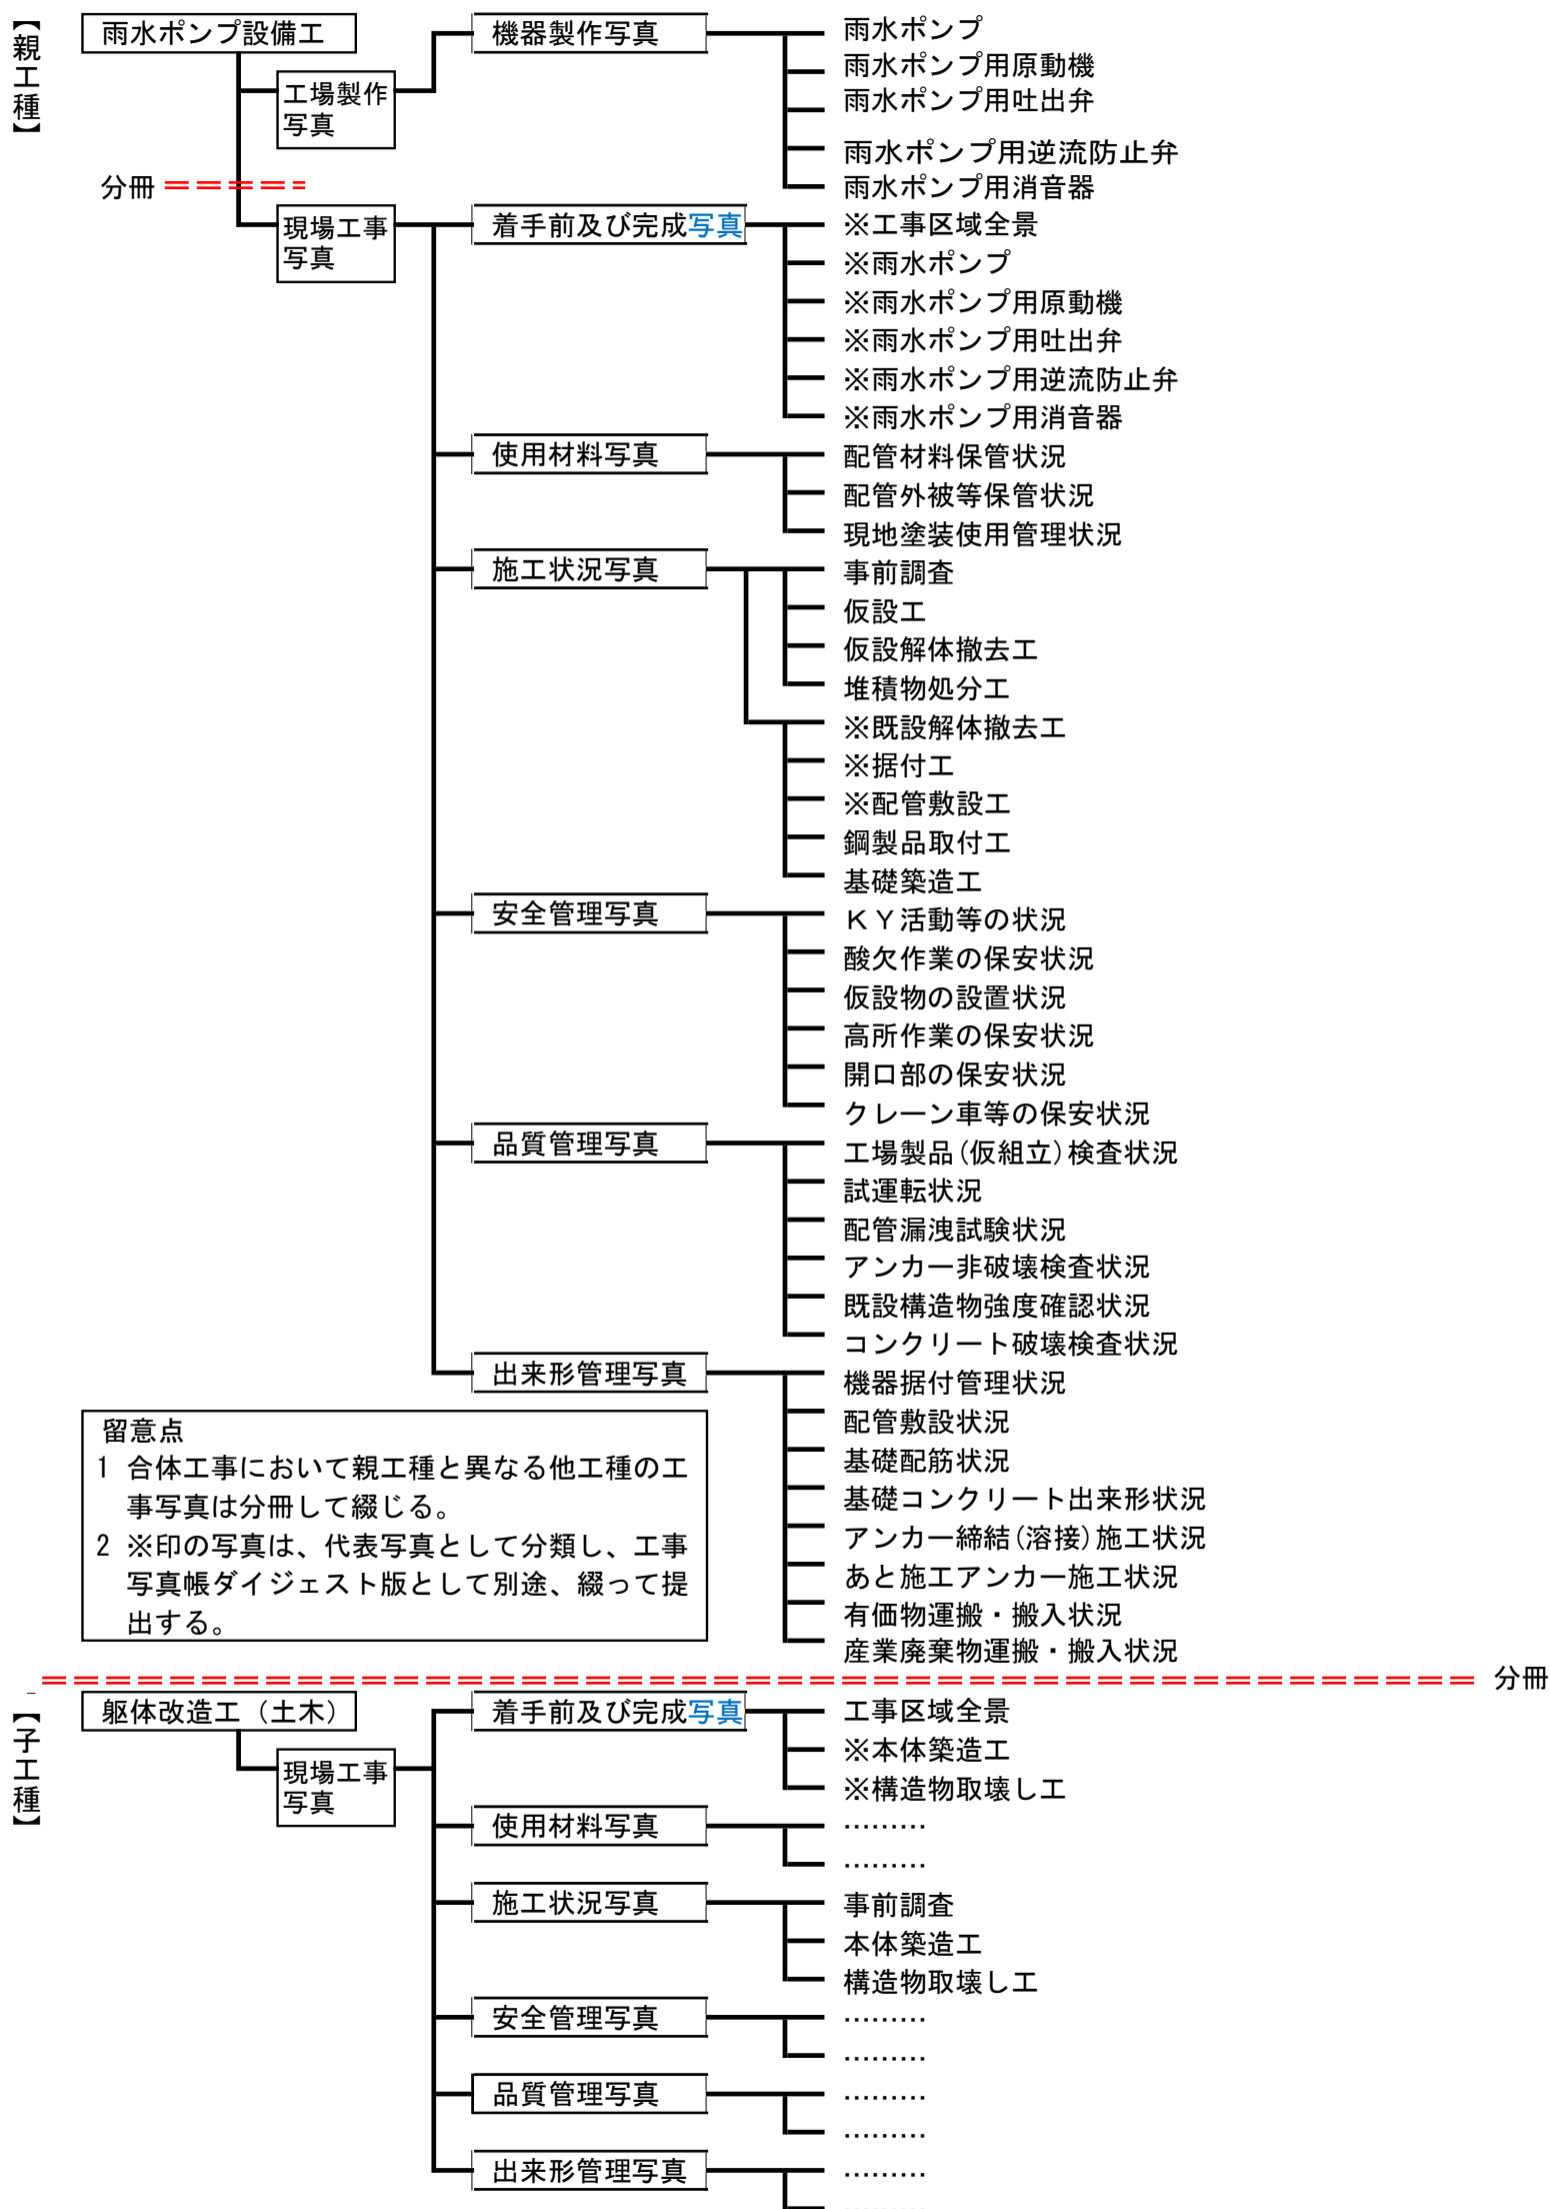 【親工種】
雨水ポンプ設備工
工場製作
写真
機器製作写真
雨水ポンプ
雨水ポンプ用原動機
雨水ポンプ用吐出弁
雨水ポンプ用逆流防止弁
雨水ポンプ用消音器
分冊
現場工事
写真
着手前及び完成写真
※工事区域全景
※雨水ポンプ
※雨水ポンプ用原動機
※雨水ポンプ用吐出弁
※雨水ポンプ用逆流防止弁
※雨水ポンプ用消音器
使用材料写真
配管材料保管状況
配管外被等保管状況
現地塗装使用管理状況
施工状況写真
事前調査
仮設工
仮設解体撤去工
堆積物処分工
※既設解体撤去工
※据付工
※配管敷設工
鋼製品取付工
基礎築造工
安全管理写真
ＫＹ活動等の状況
酸欠作業の保安状況
仮設物の設置状況
高所作業の保安状況
開口部の保安状況
クレーン車等の保安状況
品質管理写真
工場製品(仮組立)検査状況
試運転状況
配管漏洩試験状況
アンカー非破壊検査状況
既設構造物強度確認状況
コンクリート破壊検査状況
出来形管理写真
機器据付管理状況
配管敷設状況
基礎配筋状況
基礎コンクリート出来形状況
アンカー締結(溶接)施工状況
あと施工アンカー施工状況
有価物運搬・搬入状況
産業廃棄物運搬・搬入状況
留意点
1 合体工事において親工種と異なる他工種の工
事写真は分冊して綴じる。
2 ※印の写真は、代表写真として分類し、工事
写真帳ダイジェスト版として別途、綴って提
出する。
分冊
【子工種】
躯体改造工（土木）
現場工事
写真
着手前及び完成写真
工事区域全景
※本体築造工
※構造物取壊し工
使用材料写真
………
………
施工状況写真
事前調査
本体築造工
構造物取壊し工
安全管理写真
………
………
品質管理写真
………
………
出来形管理写真
………
………